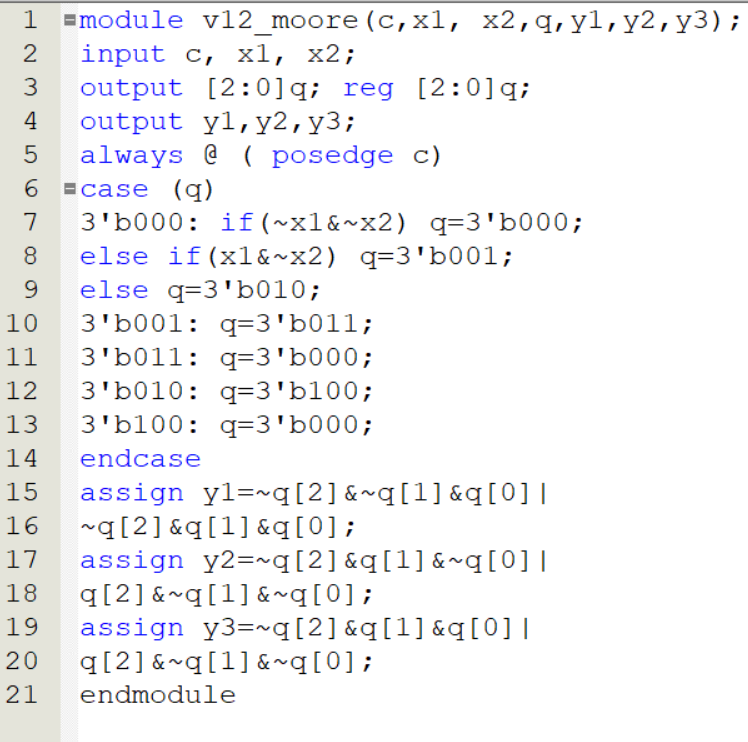 1 module v12_moore(c,x1, x2,q,y1,y2,y3);
2 input c, x1, x2;
3 output [2:0]q; reg [2:0]q;
4 output y1,y2,y3;
5 always @ ( posedge c)
6 case (q)
7 3'b000: if(~x1&~x2) q=3'b000;
8 else if(x1&~x2) q=3'b001;
9 else q=3'b010;
10 3'b001: q=3'b011;
11 3'b011: q=3'b000;
12 3'b010: q=3'b100;
13 3'b100: q=3'b000;
14 endcase
15 assign y1=~q[2]&~q[1]&q[0]|
16 ~q[2]&q[1]&q[0];
17 assign y2=~q[2]&q[1]&~q[0]|
18 q[2]&~q[1]&~q[0];
19 assign y3=~q[2]&q[1]&q[0]|
20 q[2]&~q[1]&~q[0];
21 endmodule